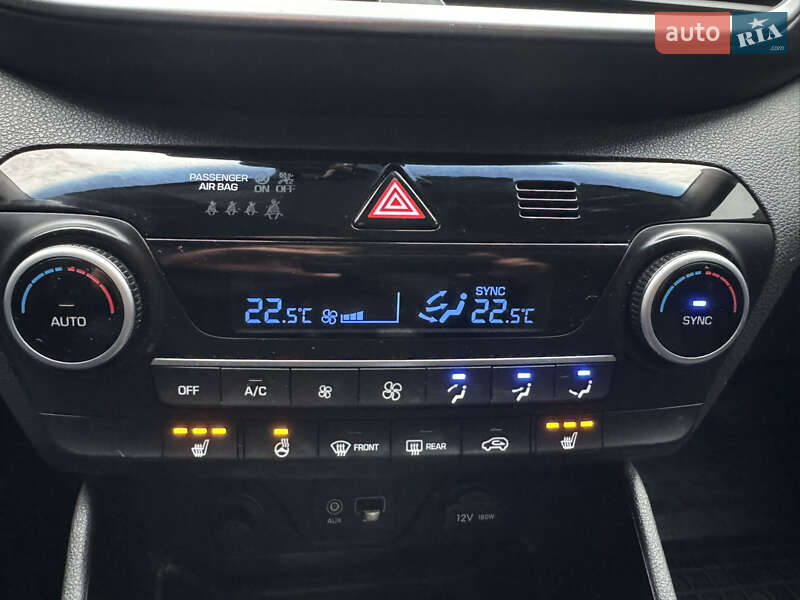 auto RIA.com
PASSENGER
AIR BAG ON OFF
SYNC
22.5°C 22.5°C
AUTO
SYNC
OFF A/C
FRONT REAR
AUX 12V 180W